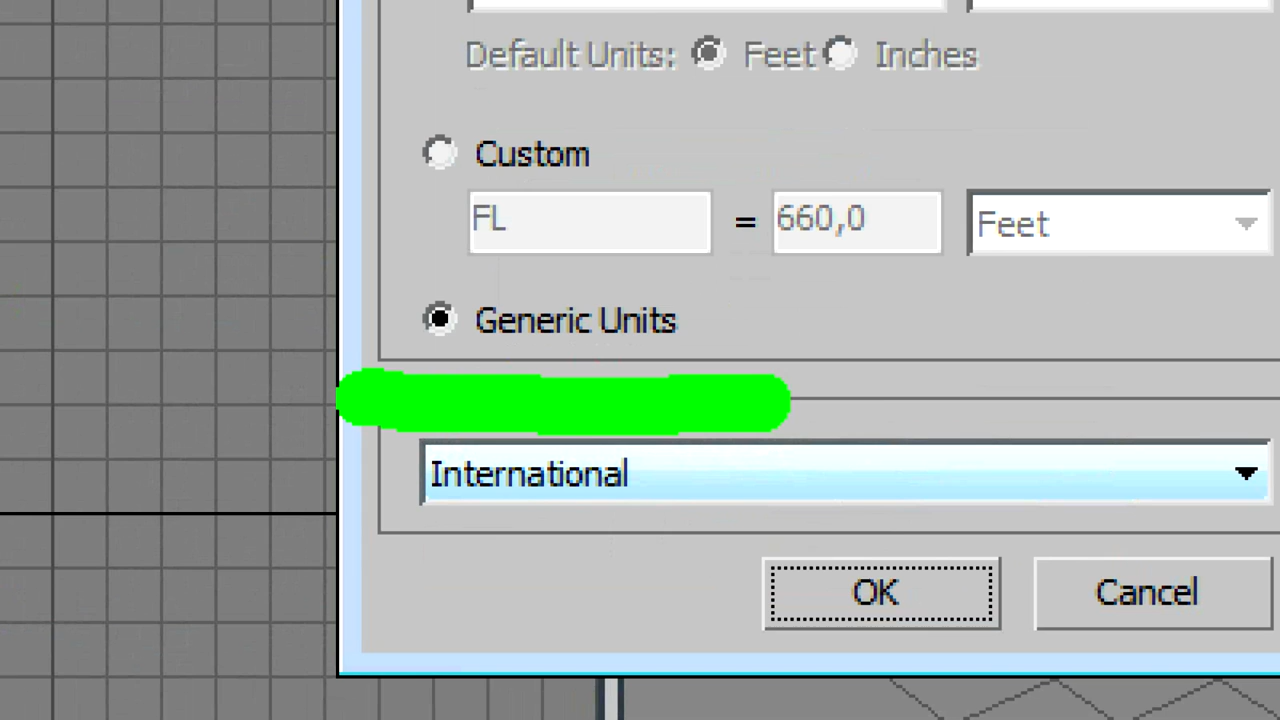 Default Units: Feet Inches
Custom
FL = 660,0 Feet
Generic Units
International
OK Cancel